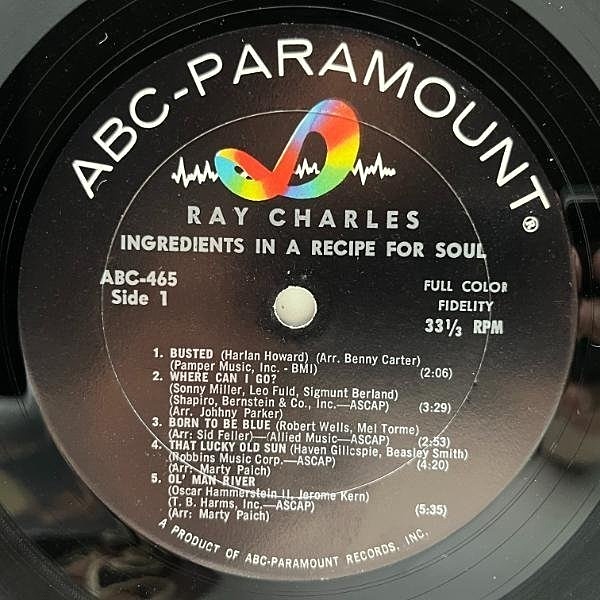 ABC-PARAMOUNT®
RAY CHARLES
INGREDIENTS IN A RECIPE FOR SOUL
ABC-465
Side 1
FULL COLOR
FIDELITY
33⅓ RPM
1. BUSTED (Harlan Howard) (Arr. Benny Carter)
(Pamper Music, Inc. - BMI) (2:06)
2. WHERE CAN I GO?
(Sonny Miller, Leo Fuld, Sigmunt Berland)
(Shapiro, Bernstein & Co., Inc.—ASCAP) (3:29)
(Arr. Johhny Parker)
3. BORN TO BE BLUE (Robert Wells, Mel Torme)
(Arr: Sid Feller)—(Allied Music—ASCAP) (2:53)
4. THAT LUCKY OLD SUN (Haven Gillcspie, Beasley Smith)
(Robbins Music Corp.—ASCAP) (4:20)
(Arr: Marty Paich)
5. OL' MAN RIVER
(Oscar Hammerstein II, Jerome Kern)
(T. B. Harms, Inc.—ASCAP)
(Arr: Marty Paich) (5:35)
A PRODUCT OF ABC-PARAMOUNT RECORDS, INC.